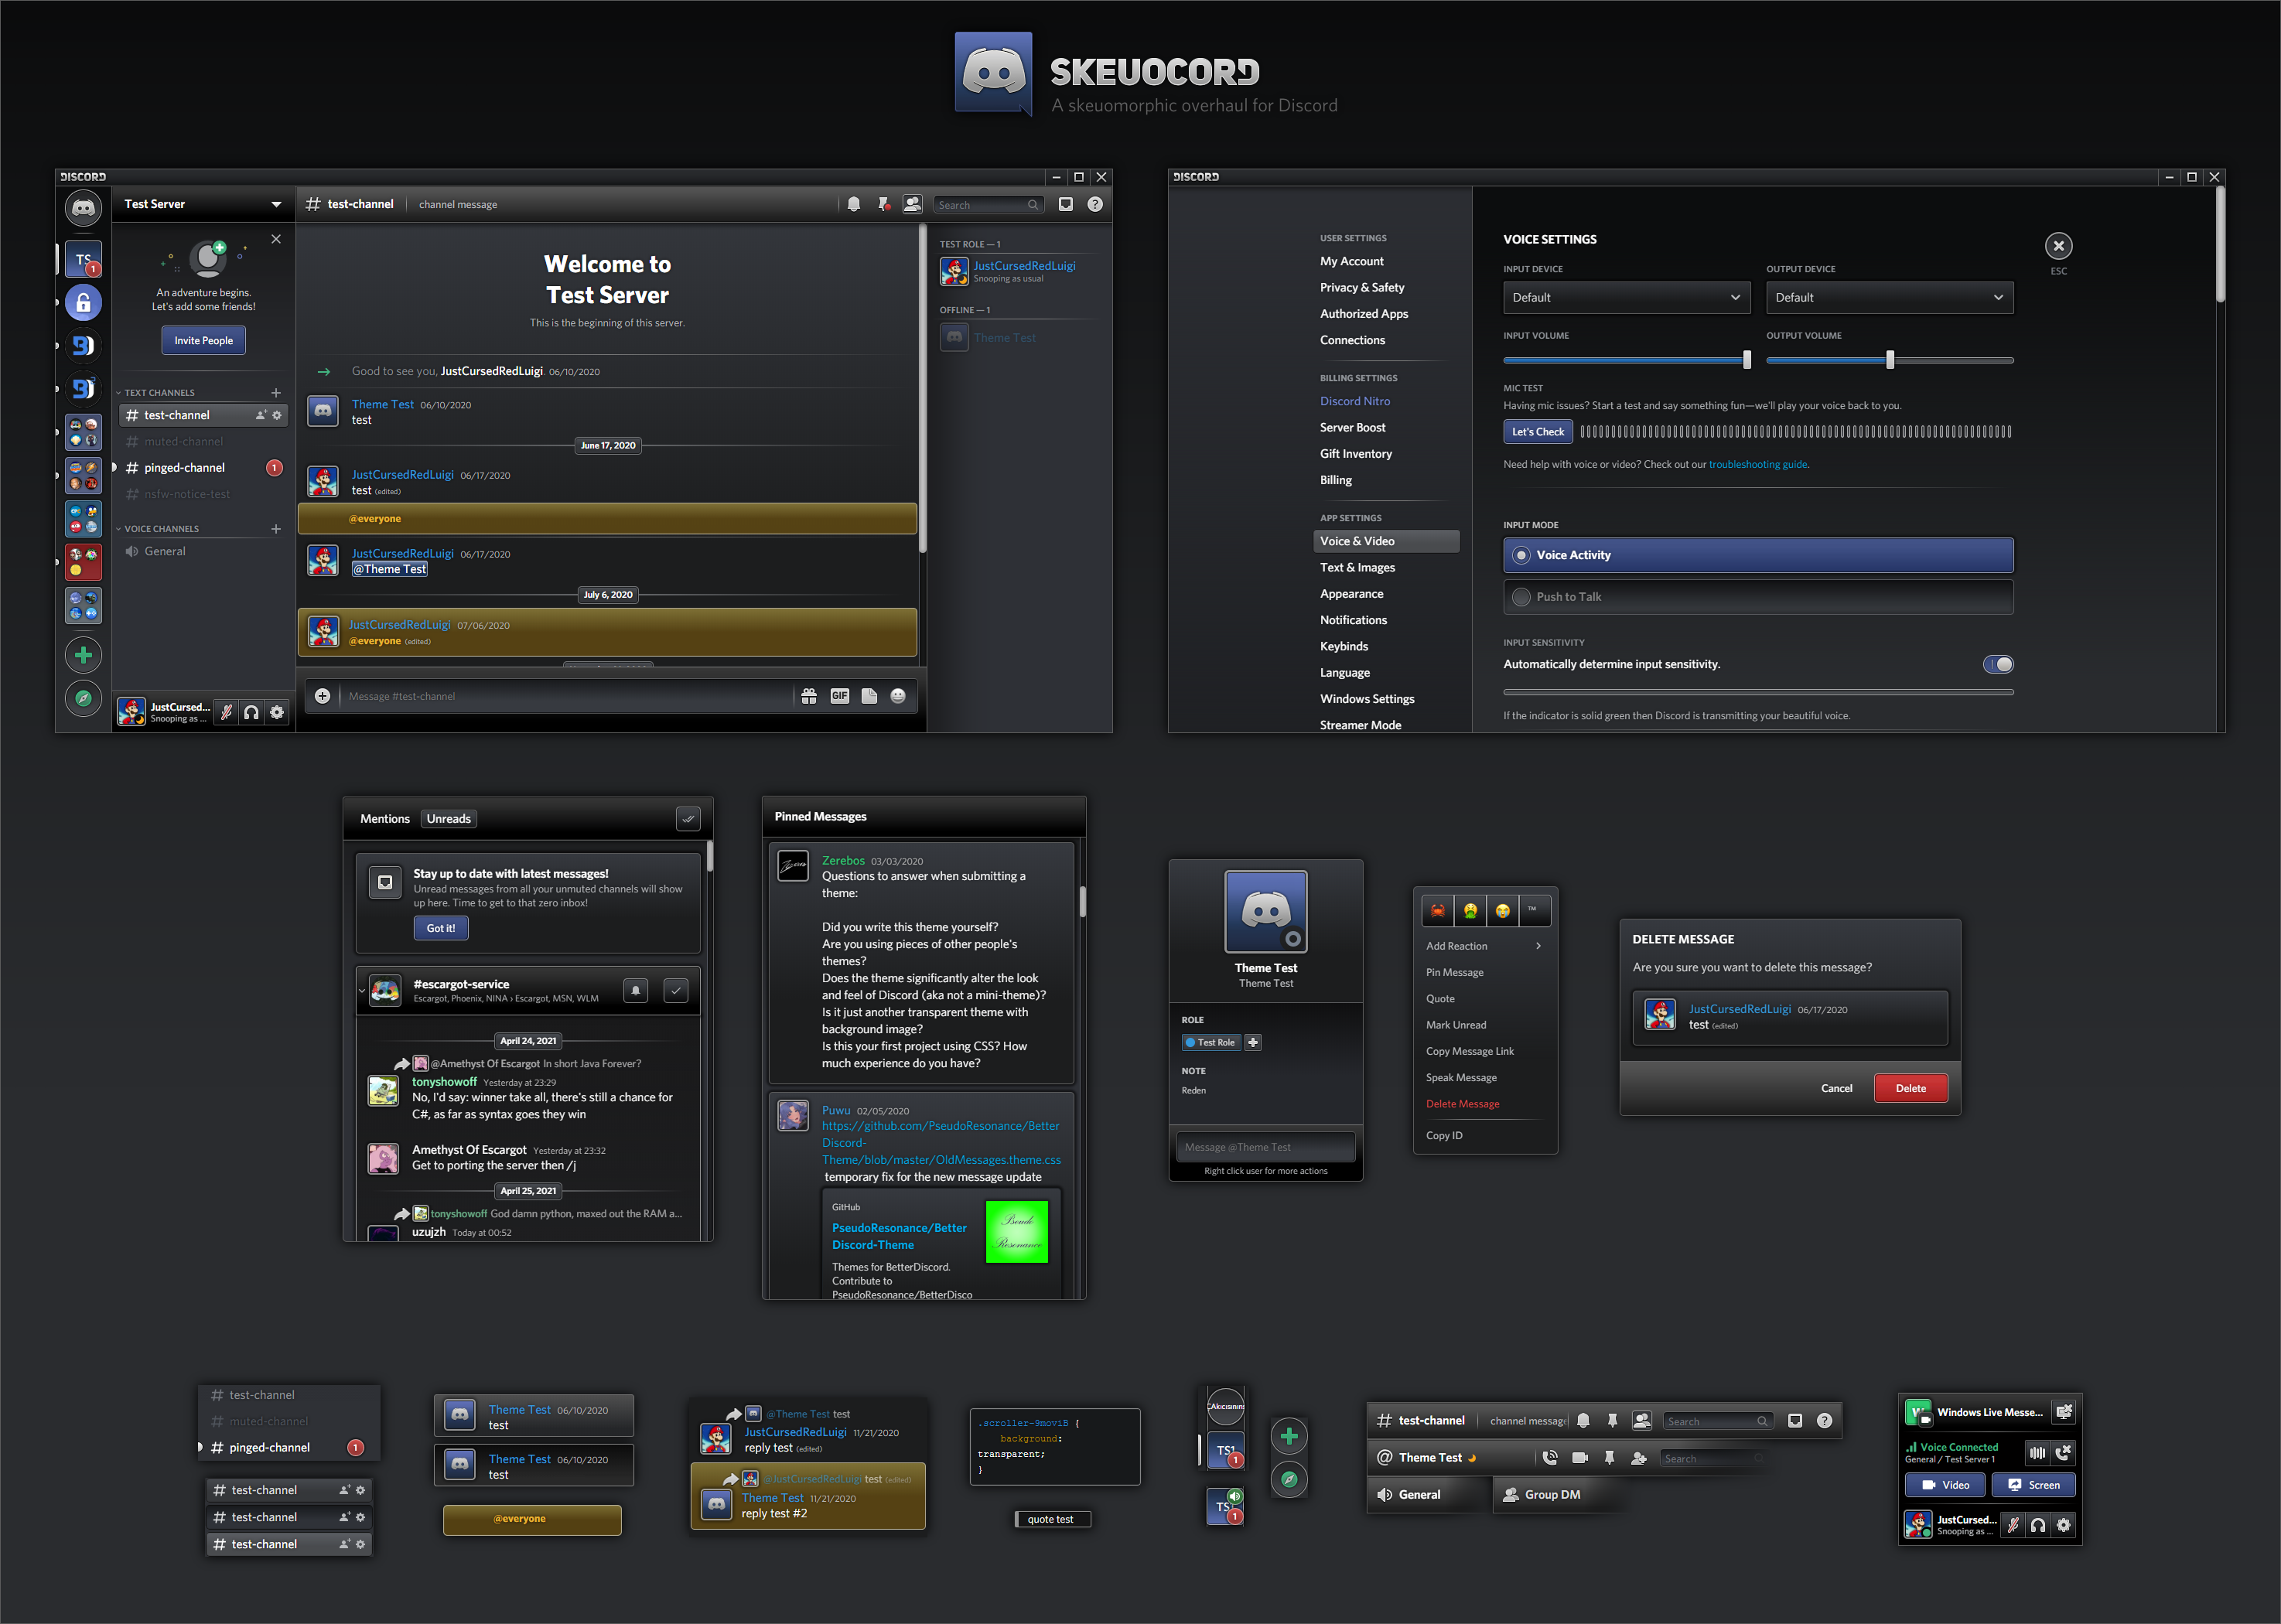 SKEUOCORD
A skeuomorphic overhaul for Discord
DISCORD
Test Server
test-channel
channel message
Search
TS
1
An adventure begins.
Let's add some friends!
Invite People
TEXT CHANNELS
test-channel
muted-channel
pinged-channel
1
nsfw-notice-test
VOICE CHANNELS
General
JustCursed...
Snooping as ...
Welcome to
Test Server
This is the beginning of this server.
Good to see you, JustCursedRedLuigi. 06/10/2020
Theme Test 06/10/2020
test
June 17, 2020
JustCursedRedLuigi 06/17/2020
test (edited)
@everyone
JustCursedRedLuigi 06/17/2020
@Theme Test
July 6, 2020
JustCursedRedLuigi 07/06/2020
@everyone (edited)
Message #test-channel
GIF
TEST ROLE — 1
JustCursedRedLuigi
Snooping as usual
OFFLINE — 1
Theme Test
DISCORD
USER SETTINGS
My Account
Privacy & Safety
Authorized Apps
Connections
BILLING SETTINGS
Discord Nitro
Server Boost
Gift Inventory
Billing
APP SETTINGS
Voice & Video
Text & Images
Appearance
Notifications
Keybinds
Language
Windows Settings
Streamer Mode
VOICE SETTINGS
ESC
INPUT DEVICE
OUTPUT DEVICE
Default
Default
INPUT VOLUME
OUTPUT VOLUME
MIC TEST
Having mic issues? Start a test and say something fun—we'll play your voice back to you.
Let's Check
Need help with voice or video? Check out our troubleshooting guide.
INPUT MODE
Voice Activity
Push to Talk
INPUT SENSITIVITY
Automatically determine input sensitivity.
If the indicator is solid green then Discord is transmitting your beautiful voice.
Mentions
Unreads
Stay up to date with latest messages!
Unread messages from all your unmuted channels will show
up here. Time to get to that zero inbox!
Got it!
#escargot-service
Escargot, Phoenix, NINA › Escargot, MSN, WLM
April 24, 2021
@Amethyst Of Escargot In short Java Forever?
tonyshowoff Yesterday at 23:29
No, I'd say: winner take all, there's still a chance for
C#, as far as syntax goes they win
Amethyst Of Escargot Yesterday at 23:32
Get to porting the server then /j
April 25, 2021
tonyshowoff God damn python, maxed out the RAM a...
uzujzh Today at 00:52
Pinned Messages
Zerebos 03/03/2020
Questions to answer when submitting a
theme:
Did you write this theme yourself?
Are you using pieces of other people's
themes?
Does the theme significantly alter the look
and feel of Discord (aka not a mini-theme)?
Is it just another transparent theme with
background image?
Is this your first project using CSS? How
much experience do you have?
Puwu 02/05/2020
https://github.com/PseudoResonance/Better
Discord-
Theme/blob/master/OldMessages.theme.css
temporary fix for the new message update
GitHub
PseudoResonance/Better
Discord-Theme
Themes for BetterDiscord.
Contribute to
PseudoResonance/BetterDisco
Theme Test
Theme Test
ROLE
Test Role
NOTE
Reden
Message @Theme Test
Right click user for more actions
TM
Add Reaction
Pin Message
Quote
Mark Unread
Copy Message Link
Speak Message
Delete Message
Copy ID
DELETE MESSAGE
Are you sure you want to delete this message?
JustCursedRedLuigi 06/17/2020
test (edited)
Cancel
Delete
test-channel
muted-channel
pinged-channel
1
test-channel
test-channel
test-channel
Theme Test 06/10/2020
test
Theme Test 06/10/2020
test
@everyone
@Theme Test test
JustCursedRedLuigi 11/21/2020
reply test (edited)
@JustCursedRedLuigi test (edited)
Theme Test 11/21/2020
reply test #2
.scroller-9moviB {
background:
transparent;
}
quote test
TS1
1
TS1
1
test-channel
channel message
Search
Theme Test
Search
General
Group DM
Windows Live Messe...
Voice Connected
General / Test Server 1
Video
Screen
JustCursed...
Snooping as ...